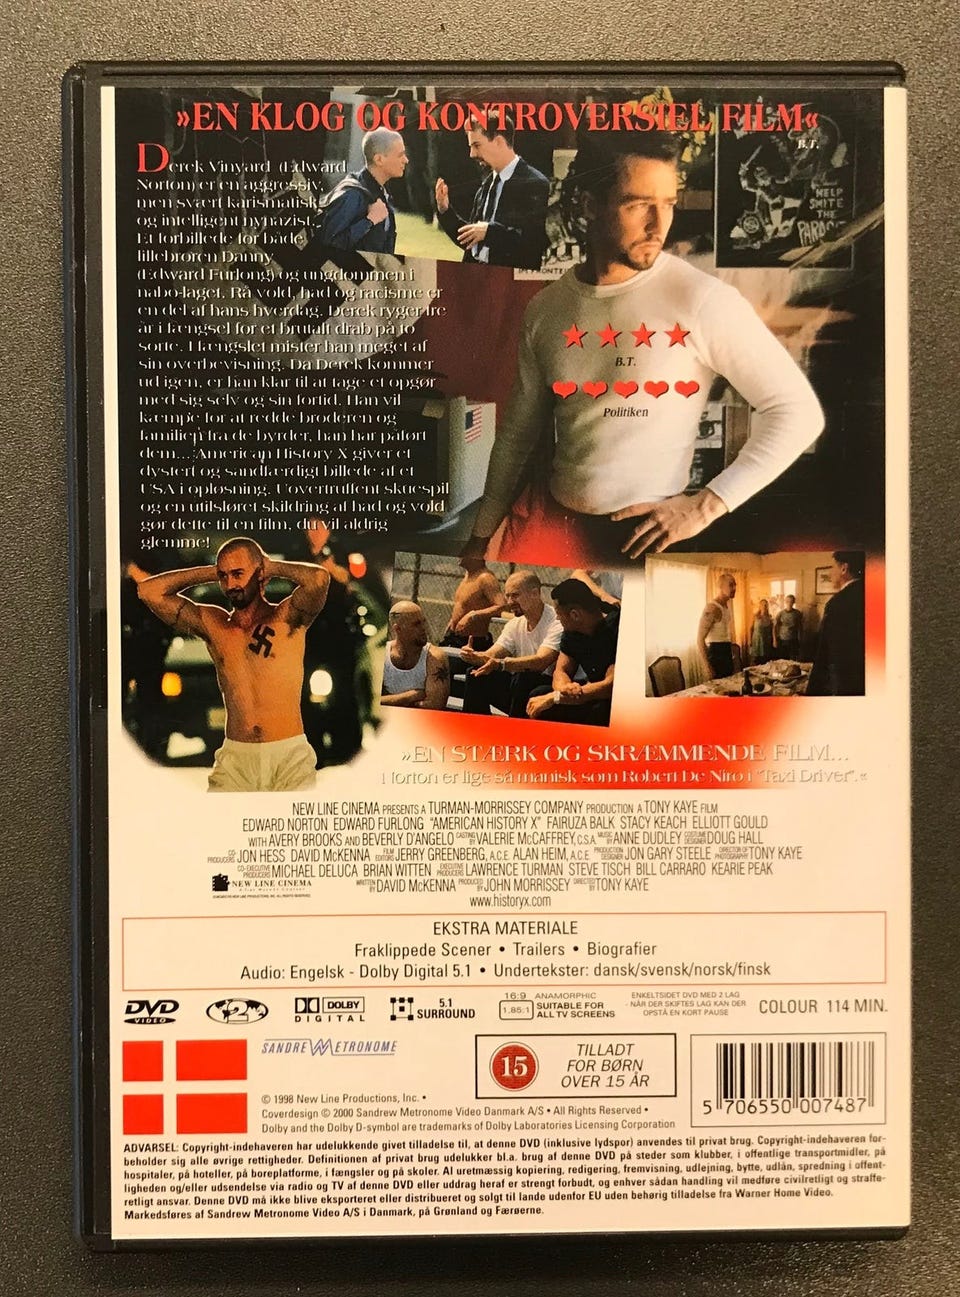 »EN KLOG OG KONTROVERSIEL FILM«
B.T.
Derek Vinyard (Edward
Norton) er en aggressiv,
men svært karismatisk
og intelligent nynazist.
Et forbillede for både
lillebroren Danny
(Edward Furlong) og ungdommen i
nabo-laget. Rå vold, had og racisme er
en del af hans hverdag. Derek ryger tre
år i fængsel for et brutalt drab på to
sorte. I fængslet mister han meget af
sin overbevisning. Da Derek kommer
ud igen, er han klar til at tage et opgør
med sig selv og sin fortid. Han vil
kæmpe for at redde broderen og
familien fra de byrder, han har påført
dem... American History X giver et
dystert og sandfærdigt billede af et
USA i opløsning. Uovertruffent skuespil
og en utilsløret skildring af had og vold
gør dette til en film, du vil aldrig
glemme!
HELP
SMITE
THE
B.T.
Politiken
»EN STÆRK OG SKRÆMMENDE FILM...
Norton er lige så manisk som Robert De Niro i "Taxi Driver".«
NEW LINE CINEMA PRESENTS A TURMAN-MORRISSEY COMPANY PRODUCTION A TONY KAYE FILM
EDWARD NORTON EDWARD FURLONG "AMERICAN HISTORY X" FAIRUZA BALK STACY KEACH ELLIOTT GOULD
WITH AVERY BROOKS AND BEVERLY D'ANGELO CASTING BY VALERIE McCAFFREY, C.S.A. MUSIC BY ANNE DUDLEY COSTUME DESIGNER DOUG HALL
CO-PRODUCERS JON HESS DAVID McKENNA FILM EDITORS JERRY GREENBERG, A.C.E. ALAN HEIM, A.C.E. PRODUCTION DESIGNER JON GARY STEELE DIRECTOR OF PHOTOGRAPHY TONY KAYE
CO-EXECUTIVE PRODUCERS MICHAEL DELUCA BRIAN WITTEN EXECUTIVE PRODUCERS LAWRENCE TURMAN STEVE TISCH BILL CARRARO KEARIE PEAK
NEW LINE CINEMA
WRITTEN BY DAVID McKENNA PRODUCED BY JOHN MORRISSEY DIRECTED BY TONY KAYE
www.historyx.com
EKSTRA MATERIALE
Fraklippede Scener • Trailers • Biografier
Audio: Engelsk - Dolby Digital 5.1 • Undertekster: dansk/svensk/norsk/finsk
DVD VIDEO
2
DOLBY DIGITAL
5.1 SURROUND
16:9 ANAMORPHIC
1.85:1 SUITABLE FOR ALL TV SCREENS
ENKELTSIDET DVD MED 2 LAG
- NÅR DER SKIFTES LAG KAN DER
OPSTÅ EN KORT PAUSE
COLOUR 114 MIN.
SANDREW METRONOME
15
TILLADT
FOR BØRN
OVER 15 ÅR
5 706550 007487
© 1998 New Line Productions, Inc. •
Coverdesign © 2000 Sandrew Metronome Video Danmark A/S • All Rights Reserved •
Dolby and the Dolby D-symbol are trademarks of Dolby Laboratories Licensing Corporation
ADVARSEL: Copyright-indehaveren har udelukkende givet tilladelse til, at denne DVD (inklusive lydspor) anvendes til privat brug. Copyright-indehaveren for-
beholder sig alle øvrige rettigheder. Definitionen af privat brug udelukker bl.a. brug af denne DVD på steder som klubber, i offentlige transportmidler, på
hospitaler, på hoteller, på boreplatforme, i fængsler og på skoler. Al uretmæssig kopiering, redigering, fremvisning, udlejning, bytte, udlån, spredning i offent-
ligheden og/eller udsendelse via radio og TV af denne DVD eller uddrag heraf er strengt forbudt, og enhver sådan handling vil medføre civilretligt og straffe-
retligt ansvar. Denne DVD må ikke blive eksporteret eller distribueret og solgt til lande udenfor EU uden behørig tilladelse fra Warner Home Video.
Markedsføres af Sandrew Metronome Video A/S i Danmark, på Grønland og Færøerne.